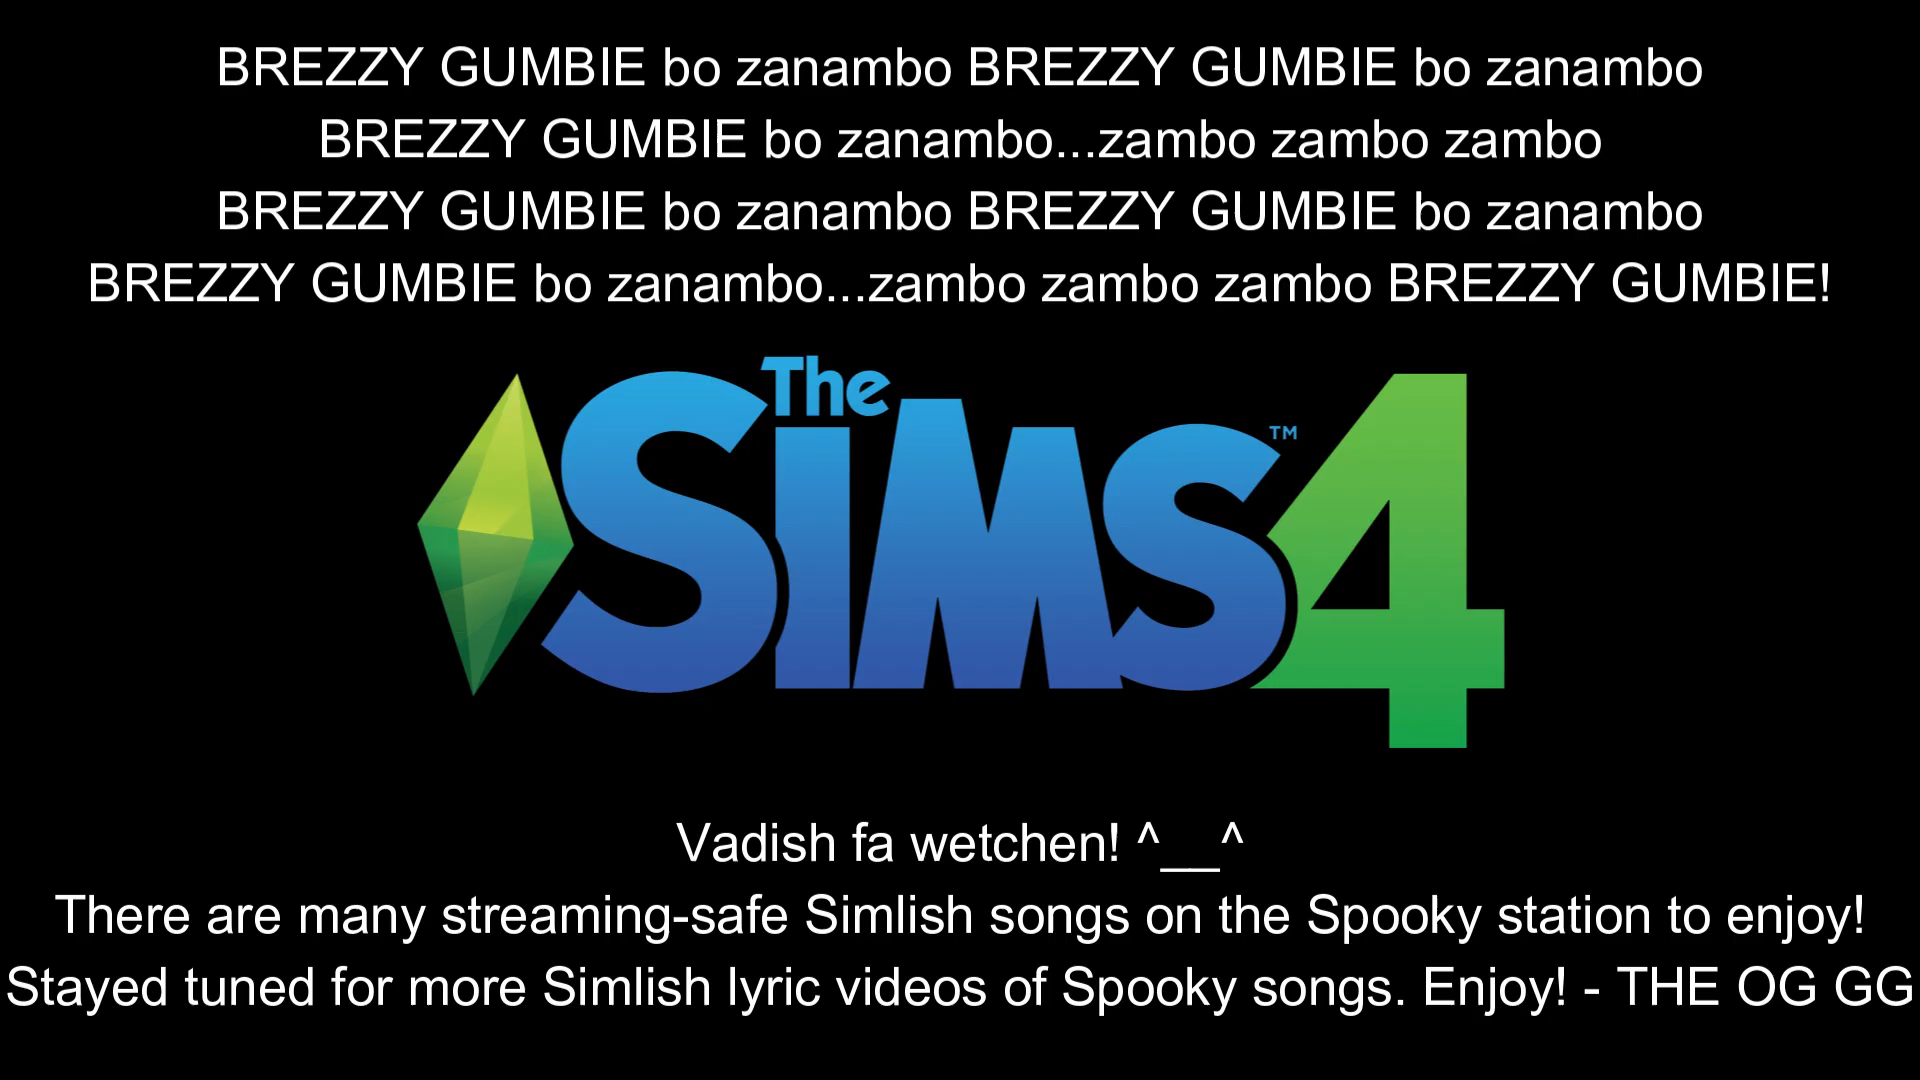 BREZZY GUMBIE bo zanambo BREZZY GUMBIE bo zanambo
BREZZY GUMBIE bo zanambo...zambo zambo zambo
BREZZY GUMBIE bo zanambo BREZZY GUMBIE bo zanambo
BREZZY GUMBIE bo zanambo...zambo zambo zambo BREZZY GUMBIE!
The
SiMS™ 4
Vadish fa wetchen! ^__^
There are many streaming-safe Simlish songs on the Spooky station to enjoy!
Stayed tuned for more Simlish lyric videos of Spooky songs. Enjoy! - THE OG GG